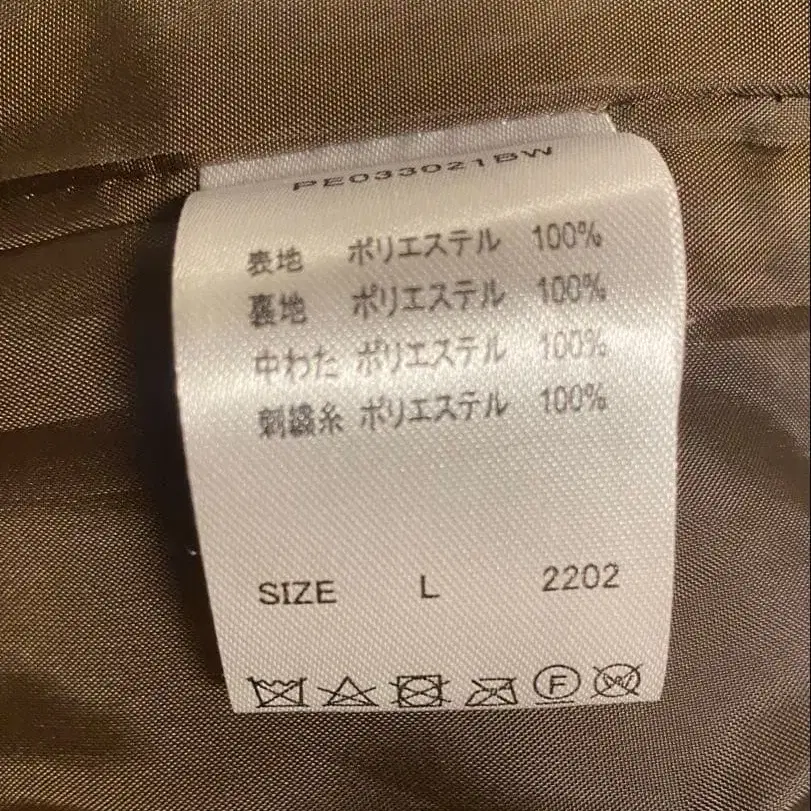 PE033021BW
表地 ポリエステル 100%
裏地 ポリエステル 100%
中わた ポリエステル 100%
刺繍糸 ポリエステル 100%
SIZE L 2202
F W